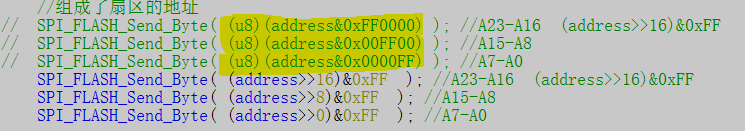 //组成了扇区的地址
// SPI_FLASH_Send_Byte( (u8)(address&0xFF0000) ); //A23-A16 (address>>16)&0xFF
// SPI_FLASH_Send_Byte( (u8)(address&0x00FF00) ); //A15-A8
// SPI_FLASH_Send_Byte( (u8)(address&0x0000FF) ); //A7-A0
SPI_FLASH_Send_Byte( (address>>16)&0xFF ); //A23-A16 (address>>16)&0xFF
SPI_FLASH_Send_Byte( (address>>8)&0xFF ); //A15-A8
SPI_FLASH_Send_Byte( (address>>0)&0xFF ); //A7-A0